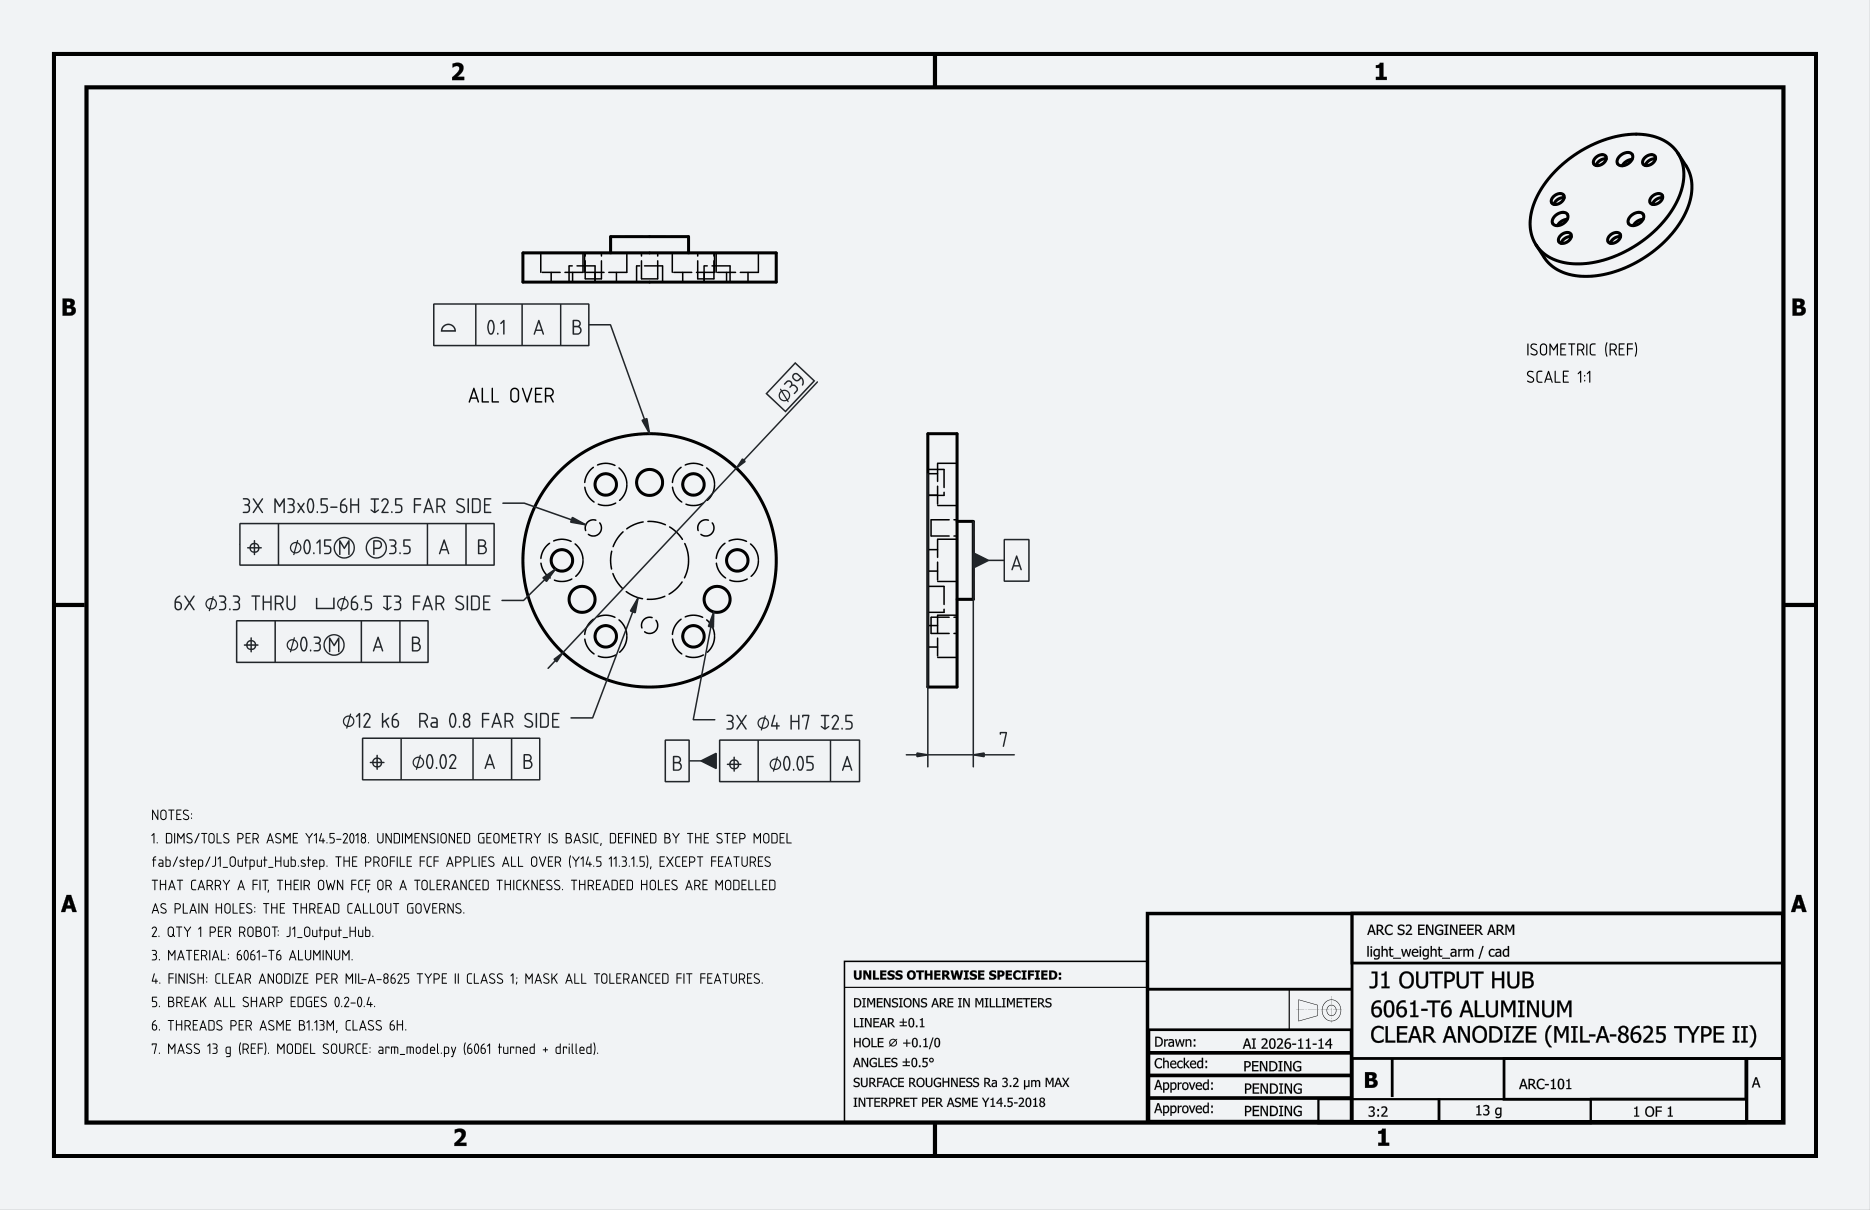 2
1
B
B
⌓ 0.1 A B
ALL OVER
⌀39
ISOMETRIC (REF)
SCALE 1:1
3X M3x0.5-6H ↧2.5 FAR SIDE
⌖ ⌀0.15Ⓜ Ⓟ3.5 A B
A
6X ⌀3.3 THRU ⌴⌀6.5 ↧3 FAR SIDE
⌖ ⌀0.3Ⓜ A B
⌀12 k6 Ra 0.8 FAR SIDE
⌖ ⌀0.02 A B
3X ⌀4 H7 ↧2.5
B ⌖ ⌀0.05 A
7
A
A
NOTES:
1. DIMS/TOLS PER ASME Y14.5-2018. UNDIMENSIONED GEOMETRY IS BASIC, DEFINED BY THE STEP MODEL
fab/step/J1_Output_Hub.step. THE PROFILE FCF APPLIES ALL OVER (Y14.5 11.3.1.5), EXCEPT FEATURES
THAT CARRY A FIT, THEIR OWN FCF, OR A TOLERANCED THICKNESS. THREADED HOLES ARE MODELLED
AS PLAIN HOLES: THE THREAD CALLOUT GOVERNS.
2. QTY 1 PER ROBOT: J1_Output_Hub.
3. MATERIAL: 6061-T6 ALUMINUM.
4. FINISH: CLEAR ANODIZE PER MIL-A-8625 TYPE II CLASS 1; MASK ALL TOLERANCED FIT FEATURES.
5. BREAK ALL SHARP EDGES 0.2-0.4.
6. THREADS PER ASME B1.13M, CLASS 6H.
7. MASS 13 g (REF). MODEL SOURCE: arm_model.py (6061 turned + drilled).
UNLESS OTHERWISE SPECIFIED:
DIMENSIONS ARE IN MILLIMETERS
LINEAR ±0.1
HOLE ⌀ +0.1/0
ANGLES ±0.5°
SURFACE ROUGHNESS Ra 3.2 µm MAX
INTERPRET PER ASME Y14.5-2018
Drawn: AI 2026-11-14
Checked: PENDING
Approved: PENDING
Approved: PENDING
ARC S2 ENGINEER ARM
light_weight_arm / cad
J1 OUTPUT HUB
6061-T6 ALUMINUM
CLEAR ANODIZE (MIL-A-8625 TYPE II)
B ARC-101 A
3:2 13 g 1 OF 1
2
1